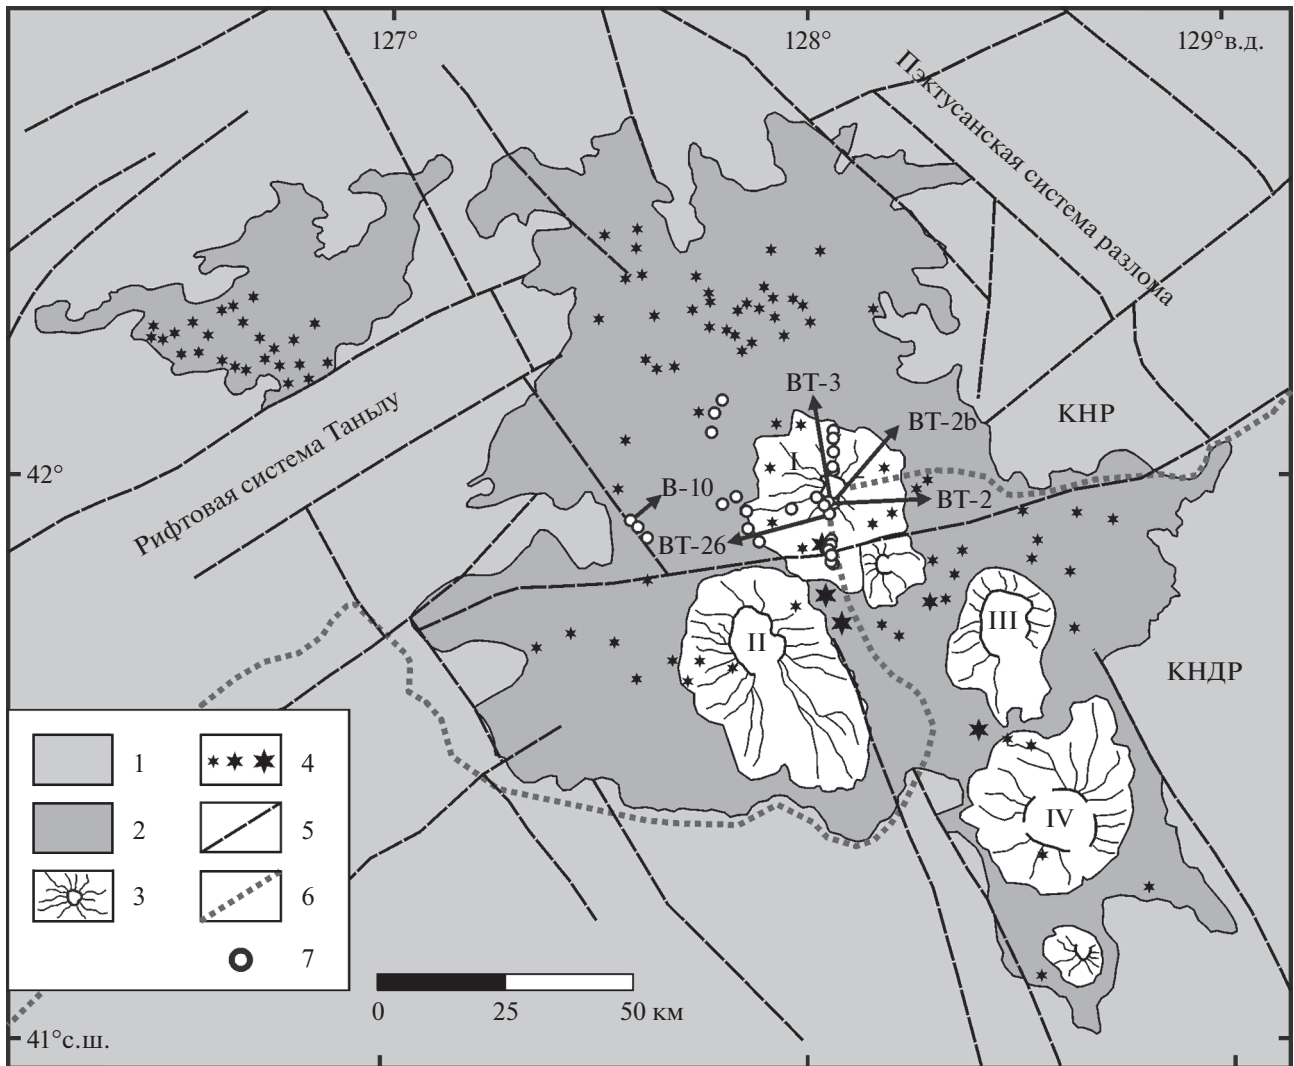 127°
128°
129°в.д.
Пэктусанская система разлома
ВТ-3
КНР
ВТ-2b
I
42°
Рифтовая система Таньлу
В-10
ВТ-2
ВТ-26
III
II
КНДР
1
4
2
5
IV
3
6
7
0
25
50 км
41°с.ш.